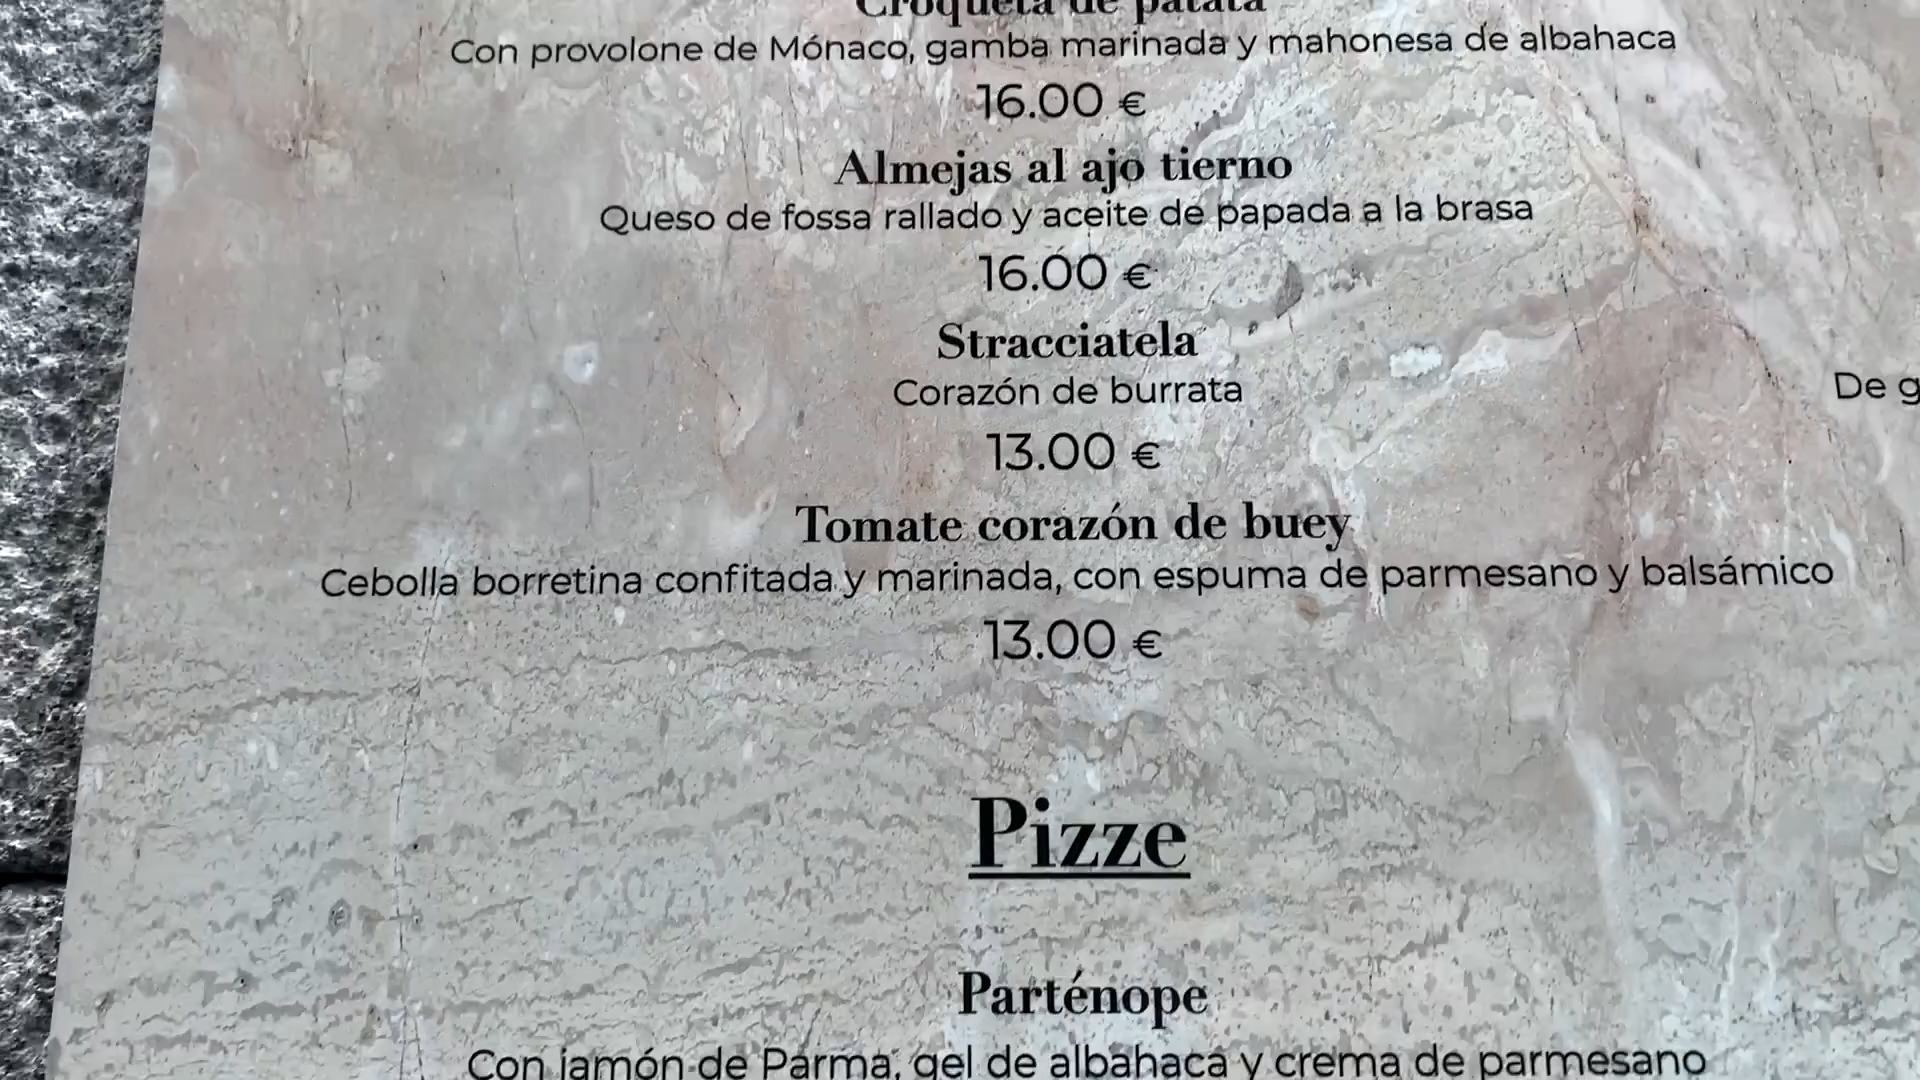 Croqueta de patata
Con provolone de Mónaco, gamba marinada y mahonesa de albahaca
16.00 €
Almejas al ajo tierno
Queso de fossa rallado y aceite de papada a la brasa
16.00 €
Stracciatela
Corazón de burrata
13.00 €
De g
Tomate corazón de buey
Cebolla borretina confitada y marinada, con espuma de parmesano y balsámico
13.00 €
Pizze
Parténope
Con jamón de Parma, gel de albahaca y crema de parmesano